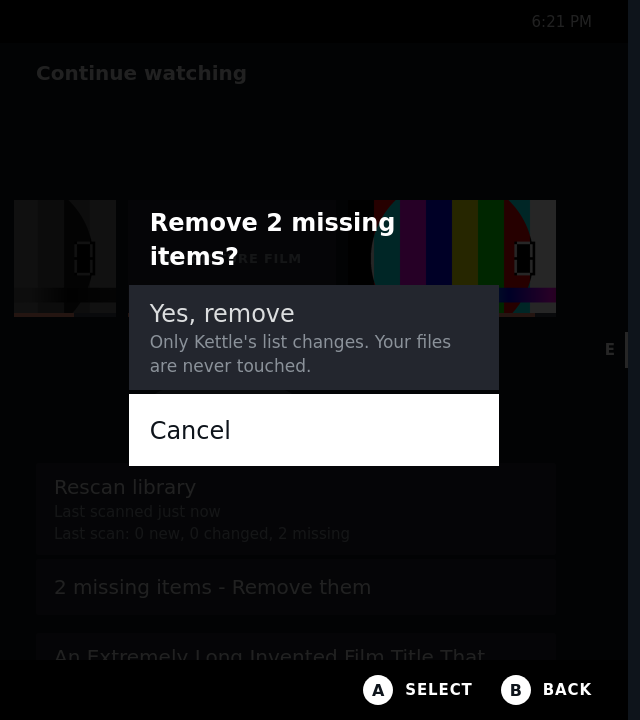 6:21 PM
Continue watching
Remove 2 missing
items?
RE FILM
Yes, remove
Only Kettle's list changes. Your files
are never touched.
E
Cancel
Rescan library
Last scanned just now
Last scan: 0 new, 0 changed, 2 missing
2 missing items - Remove them
An Extremely Long Invented Film Title That
A SELECT B BACK